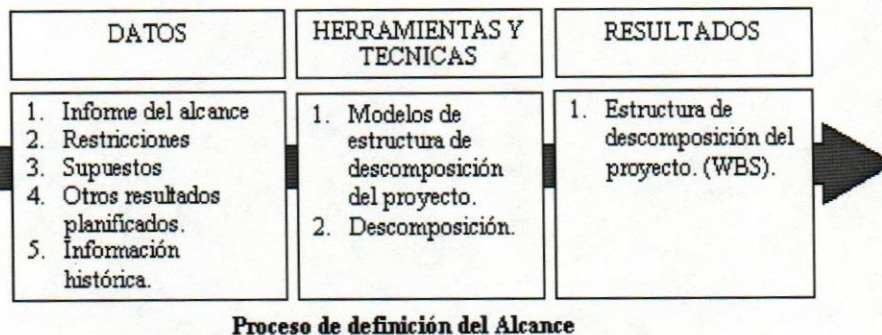 DATOS
1. Informe del alcance
2. Restricciones
3. Supuestos
4. Otros resultados
planificados.
5. Información
histórica.
HERRAMIENTAS Y
TECNICAS
1. Modelos de
estructura de
descomposición
del proyecto.
2. Descomposición.
RESULTADOS
1. Estructura de
descomposición del
proyecto. (WBS).
Proceso de definición del Alcance